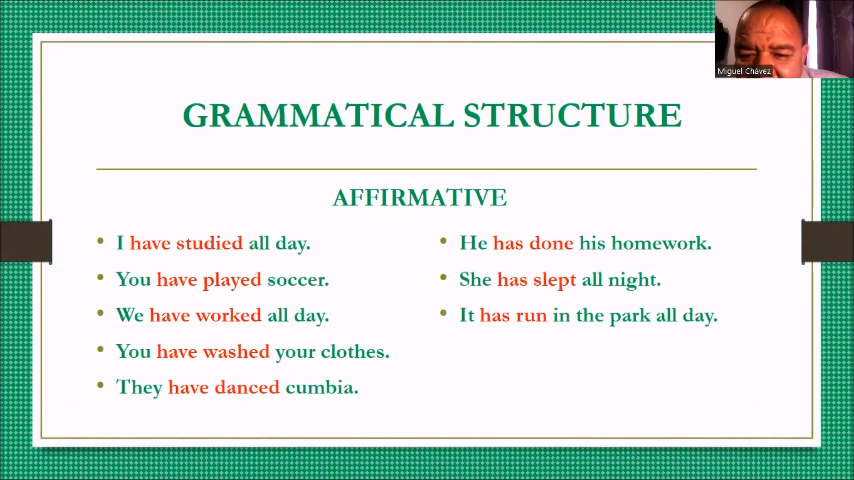 Miguel Chávez
GRAMMATICAL STRUCTURE
AFFIRMATIVE
• I have studied all day.
• You have played soccer.
• We have worked all day.
• You have washed your clothes.
• They have danced cumbia.
• He has done his homework.
• She has slept all night.
• It has run in the park all day.